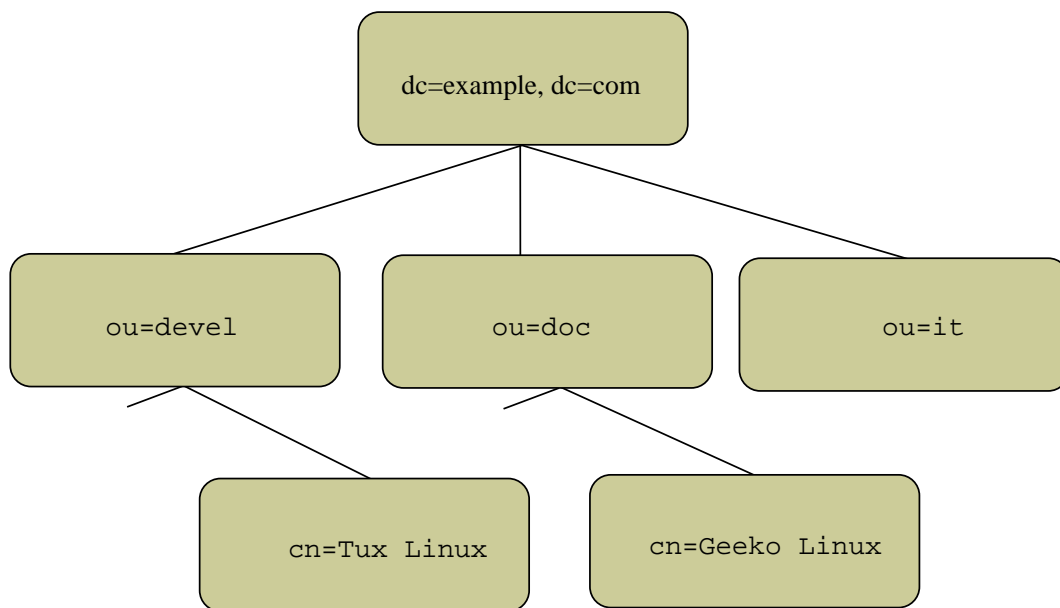 dc=example, dc=com
ou=devel
ou=doc
ou=it
cn=Tux Linux
cn=Geeko Linux